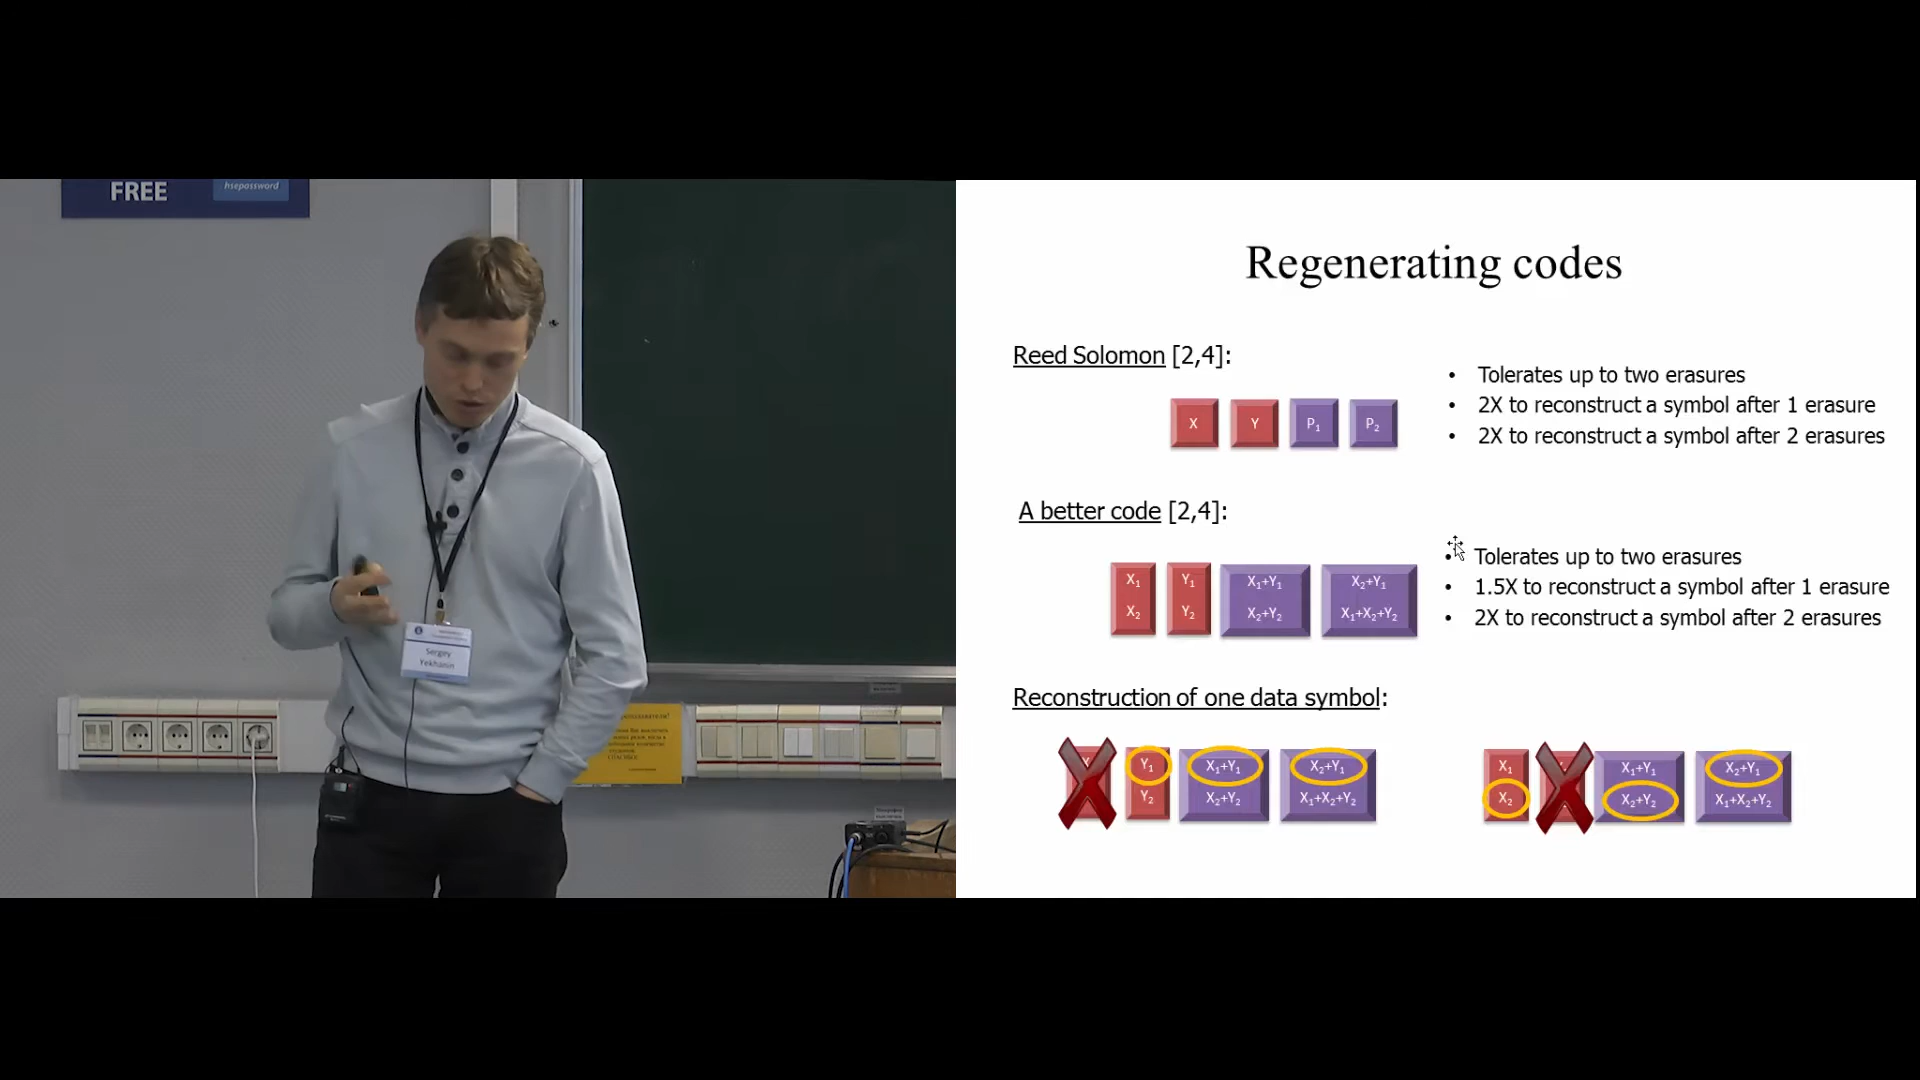 FREE
hsepassword
Sergey
Yekhanin
СПАСИБО!
Regenerating codes
Reed Solomon [2,4]:
X Y P1 P2
• Tolerates up to two erasures
• 2X to reconstruct a symbol after 1 erasure
• 2X to reconstruct a symbol after 2 erasures
A better code [2,4]:
X1 Y1 X1+Y1 X2+Y1
X2 Y2 X2+Y2 X1+X2+Y2
• Tolerates up to two erasures
• 1.5X to reconstruct a symbol after 1 erasure
• 2X to reconstruct a symbol after 2 erasures
Reconstruction of one data symbol:
Y1 X1+Y1 X2+Y1
Y2 X2+Y2 X1+X2+Y2
X1 X1+Y1 X2+Y1
X2 X2+Y2 X1+X2+Y2